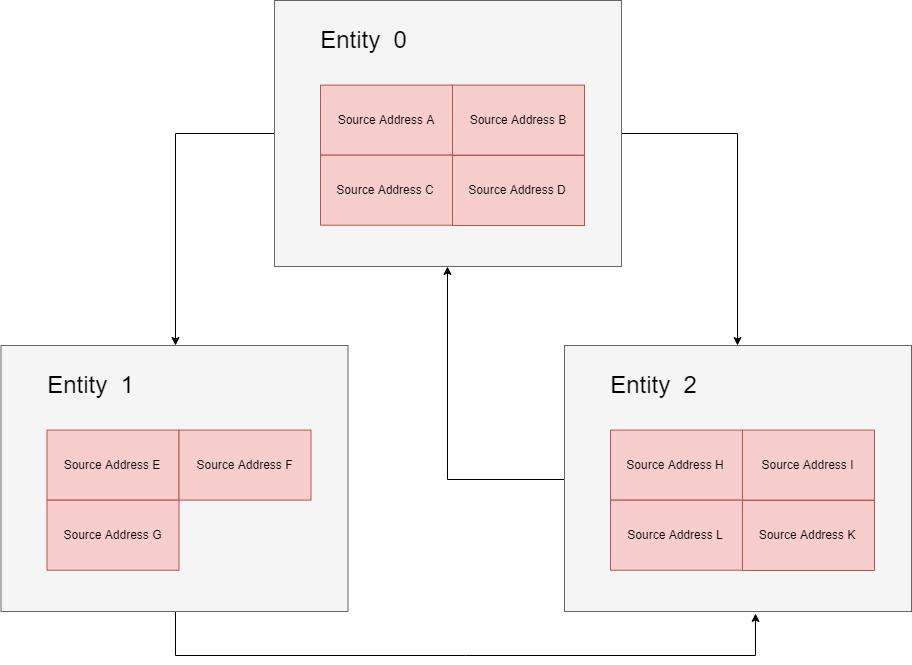 Entity 0
Source Address A
Source Address B
Source Address C
Source Address D
Entity 1
Source Address E
Source Address F
Source Address G
Entity 2
Source Address H
Source Address I
Source Address L
Source Address K